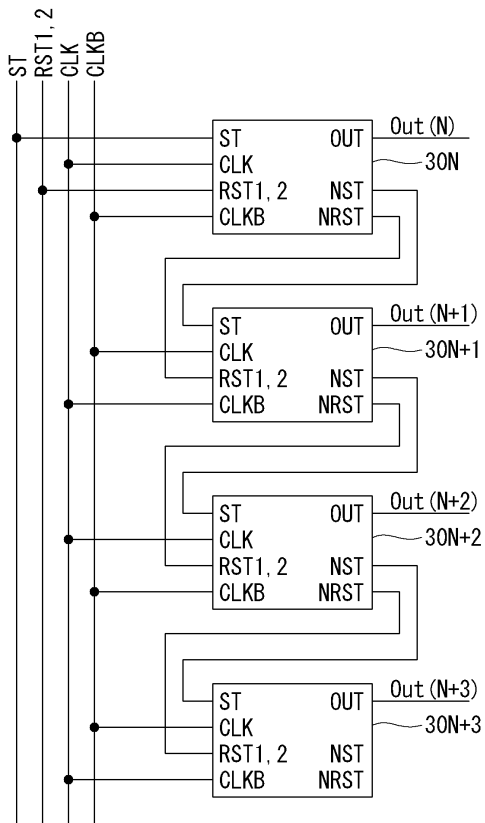 ST
RST1,2
CLK
CLKB
ST OUT Out(N)
CLK 30N
RST1,2 NST
CLKB NRST
ST OUT Out(N+1)
CLK 30N+1
RST1,2 NST
CLKB NRST
ST OUT Out(N+2)
CLK 30N+2
RST1,2 NST
CLKB NRST
ST OUT Out(N+3)
CLK 30N+3
RST1,2 NST
CLKB NRST